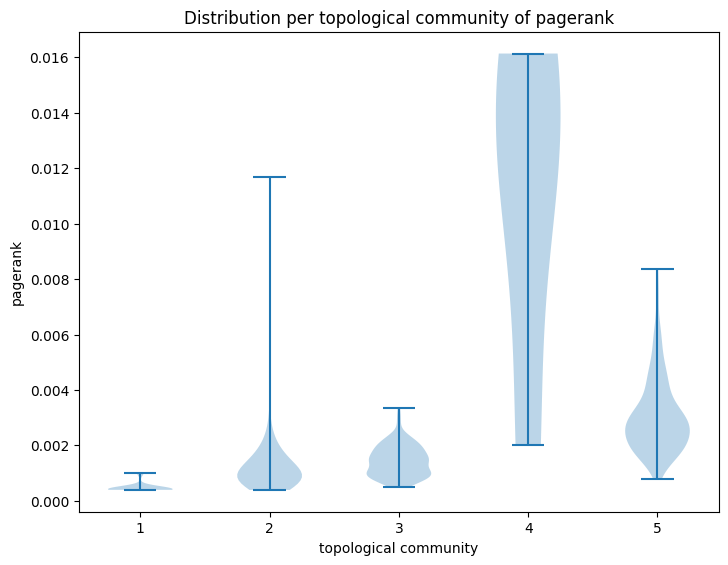 Distribution per topological community of pagerank
0.016
0.014
0.012
0.010
0.008
0.006
0.004
0.002
0.000
pagerank
1 2 3 4 5
topological community